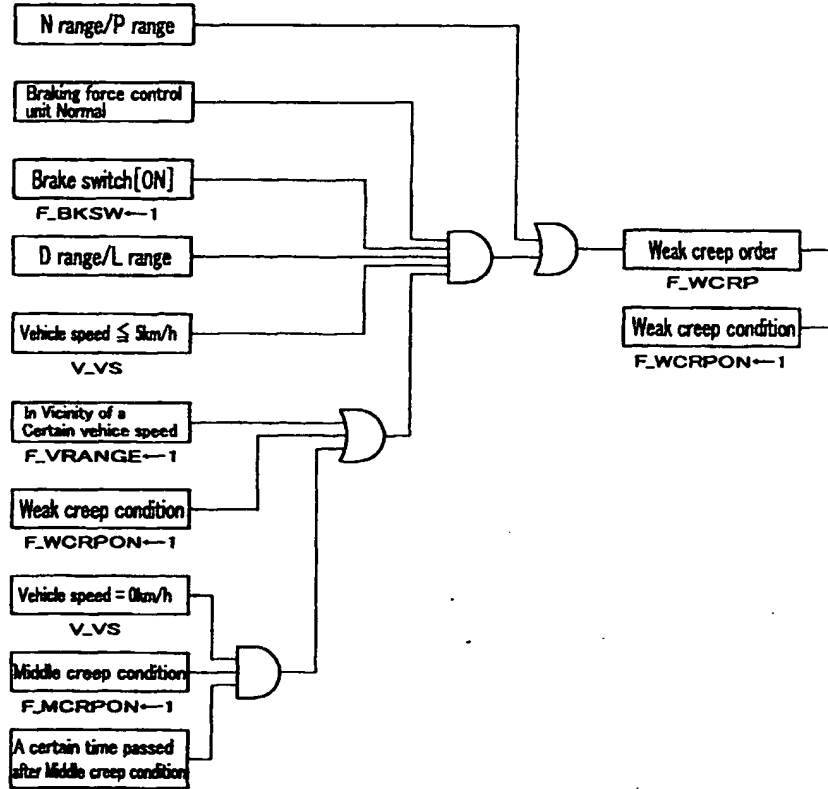 N range/P range
Braking force control
unit Normal
Brake switch[ON]
F_BKSW←1
D range/L range
Vehicle speed ≦ 5km/h
V_VS
In Vicinity of a
Certain vehice speed
F_VRANGE←1
Weak creep condition
F_WCRPON←1
Vehicle speed = 0km/h
V_VS
Middle creep condition
F_MCRPON←1
A certain time passed
after Middle creep condition
Weak creep order
F_WCRP
Weak creep condition
F_WCRPON←1